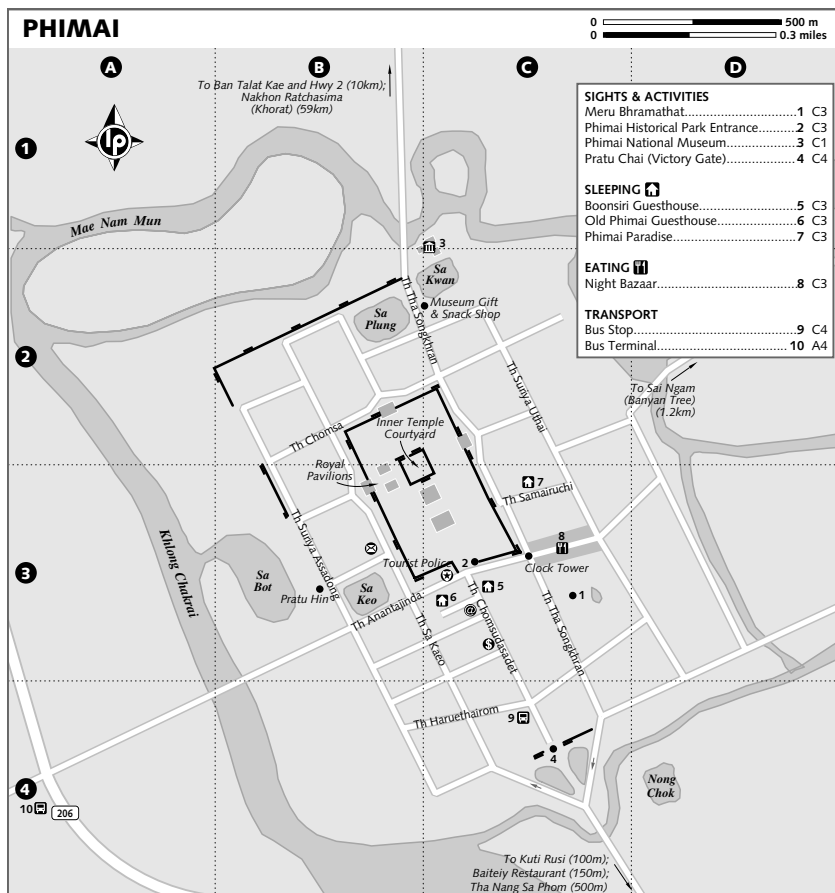 PHIMAI
0 500 m
0 0.3 miles
A
B
C
D
1
2
3
4
lp
To Ban Talat Kae and Hwy 2 (10km);
Nakhon Ratchasima
(Khorat) (59km)
SIGHTS & ACTIVITIES
Meru Bhramathat 1 C3
Phimai Historical Park Entrance 2 C3
Phimai National Museum 3 C1
Pratu Chai (Victory Gate) 4 C4
SLEEPING
Boonsiri Guesthouse 5 C3
Old Phimai Guesthouse 6 C3
Phimai Paradise 7 C3
EATING
Night Bazaar 8 C3
TRANSPORT
Bus Stop 9 C4
Bus Terminal 10 A4
Mae Nam Mun
3
Sa
Kwan
Museum Gift
& Snack Shop
Th Tha Songkhran
Sa
Plung
Th Suriya Uthai
To Sai Ngam
(Banyan Tree)
(1.2km)
Th Chomsa
Inner Temple
Courtyard
Royal
Pavilions
7
Th Samairuchi
8
Khlong Chakrai
Th Suriya Assadong
Tourist Police
2
Clock Tower
Sa
Bot
Pratu Hin
Sa
Keo
6
5
1
@
$
Th Anantajinda
Th Sa Kaeo
Th Chomsudasadet
Th Tha Songkhran
Th Haruethairom
9
4
Nong
Chok
10
206
To Kuti Rusi (100m);
Baiteiy Restaurant (150m);
Tha Nang Sa Phom (500m)